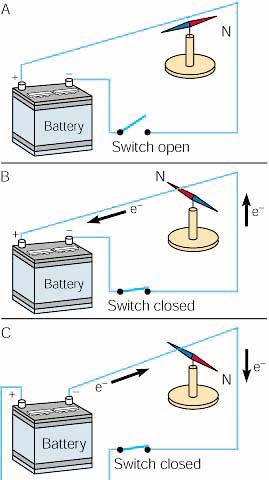 A
N
+ −
Battery
Switch open
B
N
e⁻ e⁻
+ −
Battery
Switch closed
C
+ −
e⁻ e⁻
N
Battery
Switch closed